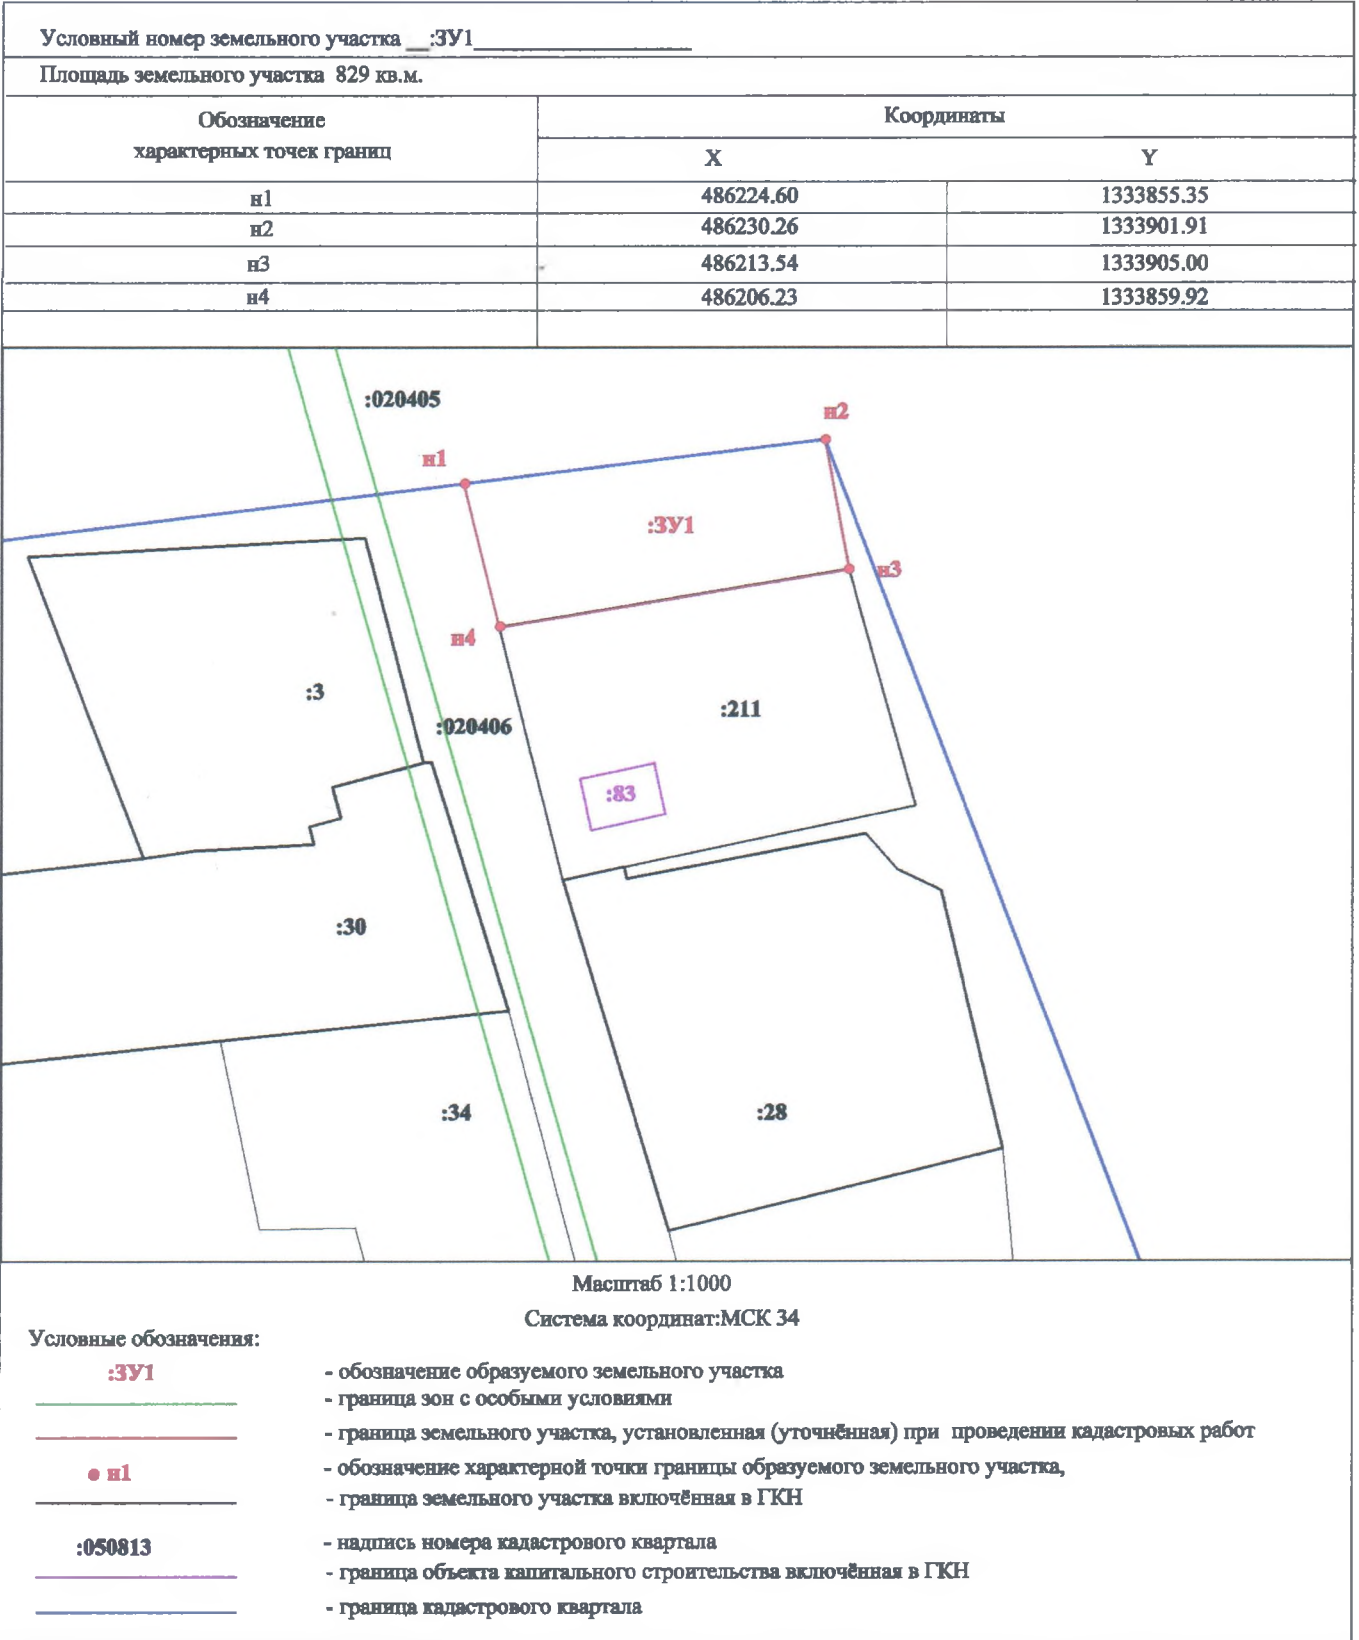 Условный номер земельного участка __:ЗУ1____________________
Площадь земельного участка 829 кв.м.
Обозначение
характерных точек границ
Координаты
X
Y
н1 486224.60 1333855.35
н2 486230.26 1333901.91
н3 486213.54 1333905.00
н4 486206.23 1333859.92
:020405
н2
н1
:ЗУ1
н3
н4
:3
:211
:020406
:83
:30
:34
:28
Масштаб 1:1000
Система координат:МСК 34
Условные обозначения:
:ЗУ1 - обозначение образуемого земельного участка
- граница зон с особыми условиями
- граница земельного участка, установленная (уточнённая) при проведении кадастровых работ
н1 - обозначение характерной точки границы образуемого земельного участка,
- граница земельного участка включённая в ГКН
:050813 - надпись номера кадастрового квартала
- граница объекта капитального строительства включённая в ГКН
- граница кадастрового квартала